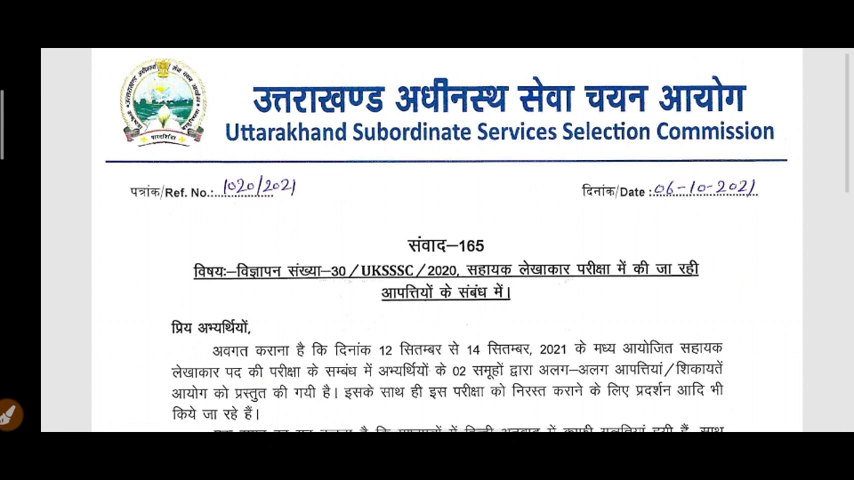 उत्तराखण्ड अधीनस्थ सेवा चयन आयोग
Uttarakhand Subordinate Services Selection Commission
पत्रांक/Ref. No.: 1020/2021 दिनांक/Date : 06-10-2021
संवाद–165
विषयः–विज्ञापन संख्या–30/UKSSSC/2020, सहायक लेखाकार परीक्षा में की जा रही
आपत्तियों के संबंध में।
प्रिय अभ्यर्थियों,
अवगत कराना है कि दिनांक 12 सितम्बर से 14 सितम्बर, 2021 के मध्य आयोजित सहायक
लेखाकार पद की परीक्षा के सम्बंध में अभ्यर्थियों के 02 समूहों द्वारा अलग–अलग आपत्तियां/शिकायतें
आयोग को प्रस्तुत की गयी है। इसके साथ ही इस परीक्षा को निरस्त कराने के लिए प्रदर्शन आदि भी
किये जा रहे हैं।